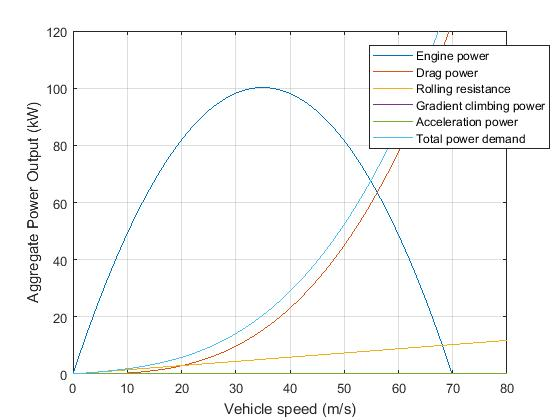 120
100
80
60
40
20
0
Aggregate Power Output (kW)
Engine power
Drag power
Rolling resistance
Gradient climbing power
Acceleration power
Total power demand
0 10 20 30 40 50 60 70 80
Vehicle speed (m/s)